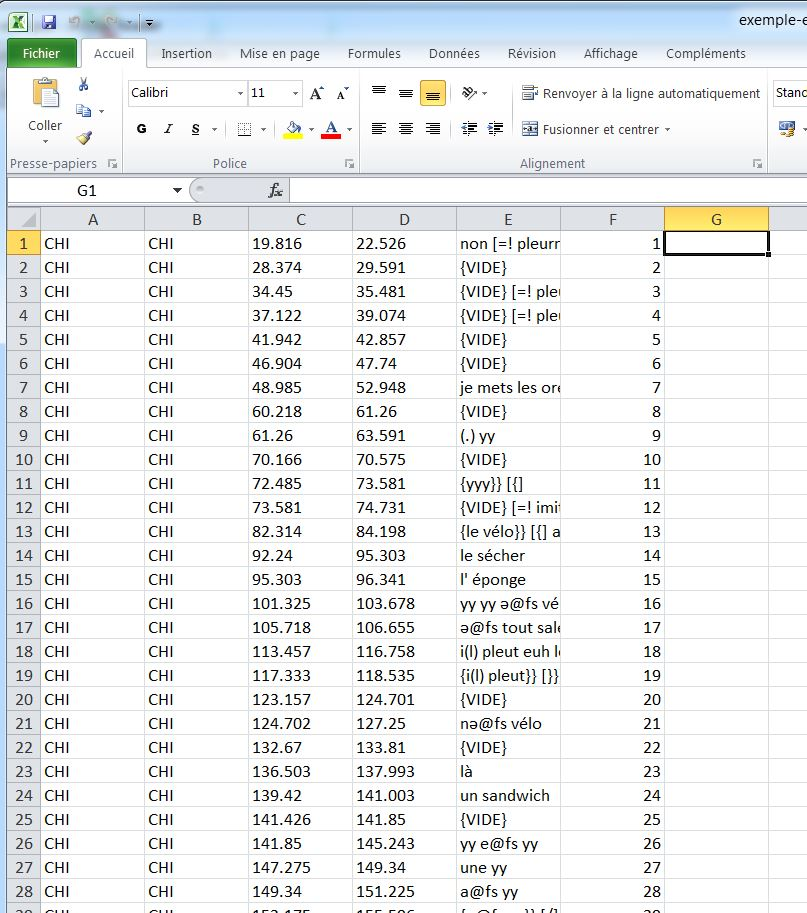 exemple-e
Fichier Accueil Insertion Mise en page Formules Données Révision Affichage Compléments
Calibri 11 Renvoyer à la ligne automatiquement Stand
Coller G I S A Fusionner et centrer
Presse-papiers Police Alignement
G1 fx
A B C D E F G
1 CHI CHI 19.816 22.526 non [=! pleurn 1
2 CHI CHI 28.374 29.591 {VIDE} 2
3 CHI CHI 34.45 35.481 {VIDE} [=! pleu 3
4 CHI CHI 37.122 39.074 {VIDE} [=! pleu 4
5 CHI CHI 41.942 42.857 {VIDE} 5
6 CHI CHI 46.904 47.74 {VIDE} 6
7 CHI CHI 48.985 52.948 je mets les ore 7
8 CHI CHI 60.218 61.26 {VIDE} 8
9 CHI CHI 61.26 63.591 (.) yy 9
10 CHI CHI 70.166 70.575 {VIDE} 10
11 CHI CHI 72.485 73.581 {yyy}} [{] 11
12 CHI CHI 73.581 74.731 {VIDE} [=! imit 12
13 CHI CHI 82.314 84.198 {le vélo}} [{] a 13
14 CHI CHI 92.24 95.303 le sécher 14
15 CHI CHI 95.303 96.341 l' éponge 15
16 CHI CHI 101.325 103.678 yy yy ə@fs vé 16
17 CHI CHI 105.718 106.655 ə@fs tout sale 17
18 CHI CHI 113.457 116.758 i(l) pleut euh le 18
19 CHI CHI 117.333 118.535 {i(l) pleut}} [}} 19
20 CHI CHI 123.157 124.701 {VIDE} 20
21 CHI CHI 124.702 127.25 nə@fs vélo 21
22 CHI CHI 132.67 133.81 {VIDE} 22
23 CHI CHI 136.503 137.993 là 23
24 CHI CHI 139.42 141.003 un sandwich 24
25 CHI CHI 141.426 141.85 {VIDE} 25
26 CHI CHI 141.85 145.243 yy e@fs yy 26
27 CHI CHI 147.275 149.34 une yy 27
28 CHI CHI 149.34 151.225 a@fs yy 28